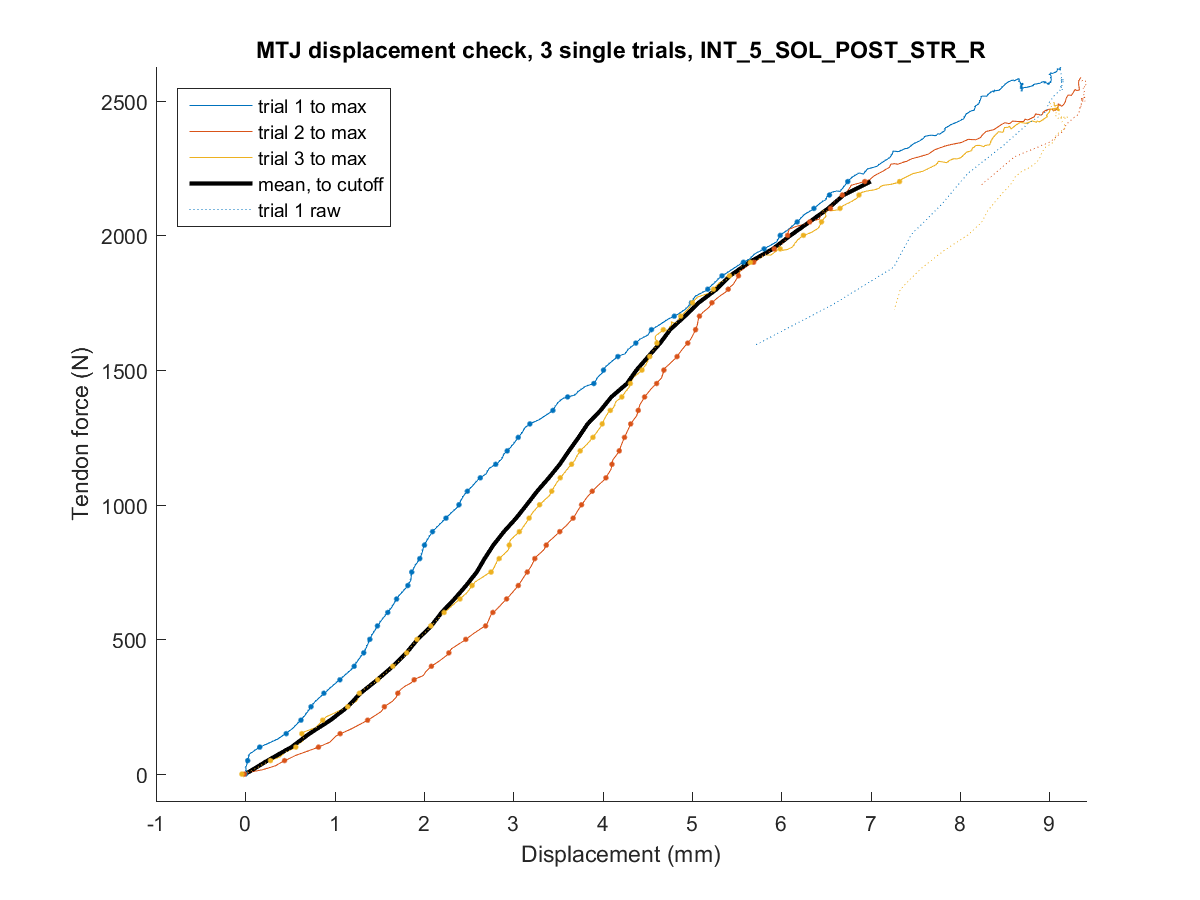 MTJ displacement check, 3 single trials, INT_5_SOL_POST_STR_R
trial 1 to max
trial 2 to max
trial 3 to max
mean, to cutoff
trial 1 raw
2500
2000
1500
1000
500
0
Tendon force (N)
-1 0 1 2 3 4 5 6 7 8 9
Displacement (mm)